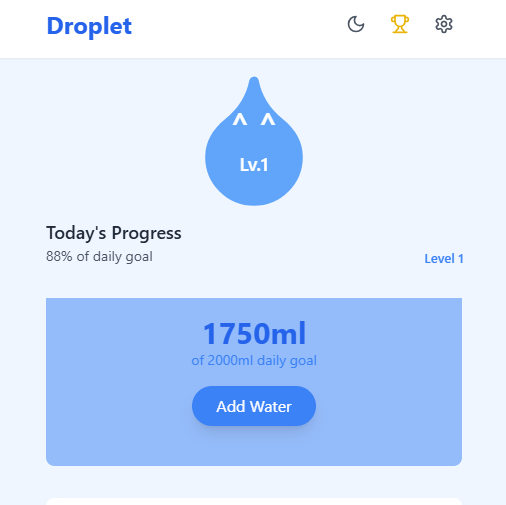 Droplet
^ ^
Lv.1
Today's Progress
88% of daily goal
Level 1
1750ml
of 2000ml daily goal
Add Water